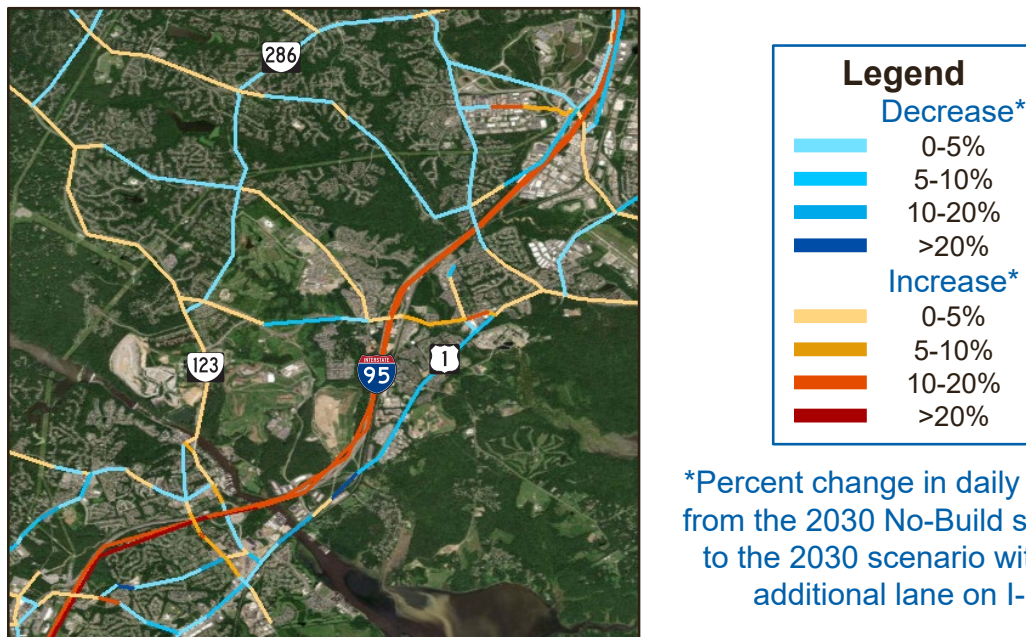 286
Legend
Decrease*
0-5%
5-10%
10-20%
>20%
Increase*
0-5%
5-10%
10-20%
>20%
123
1
INTERSTATE
95
*Percent change in daily
from the 2030 No-Build s
to the 2030 scenario wit
additional lane on I-